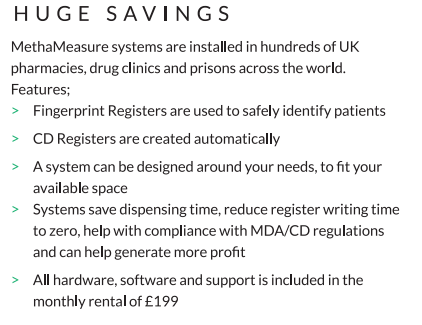 HUGE SAVINGS
MethaMeasure systems are installed in hundreds of UK
pharmacies, drug clinics and prisons across the world.
Features;
> Fingerprint Registers are used to safely identify patients
> CD Registers are created automatically
> A system can be designed around your needs, to fit your
available space
> Systems save dispensing time, reduce register writing time
to zero, help with compliance with MDA/CD regulations
and can help generate more profit
> All hardware, software and support is included in the
monthly rental of £199